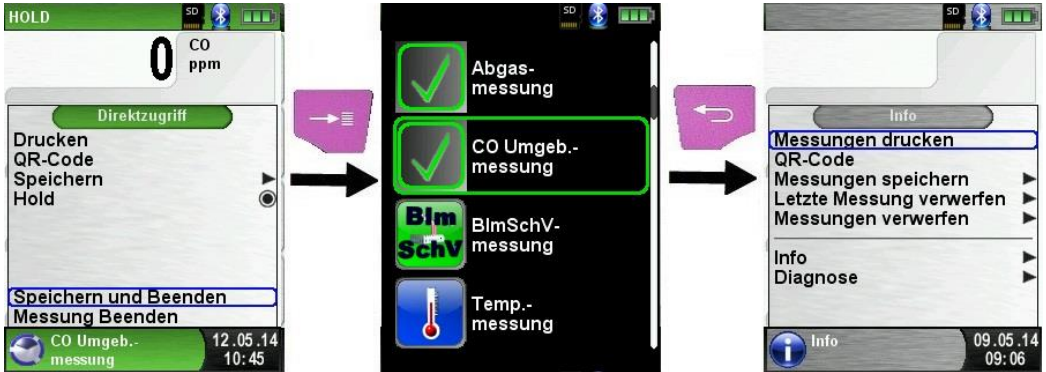 HOLD
SD
0 CO
ppm
Direktzugriff
Drucken
QR-Code
Speichern
Hold
Speichern und Beenden
Messung Beenden
CO Umgeb.-
messung
12.05.14
10:45
SD
Abgas-
messung
CO Umgeb.-
messung
BIm
SchV
BImSchV-
messung
Temp.-
messung
SD
Info
Messungen drucken
QR-Code
Messungen speichern
Letzte Messung verwerfen
Messungen verwerfen
Info
Diagnose
Info
09.05.14
09:06